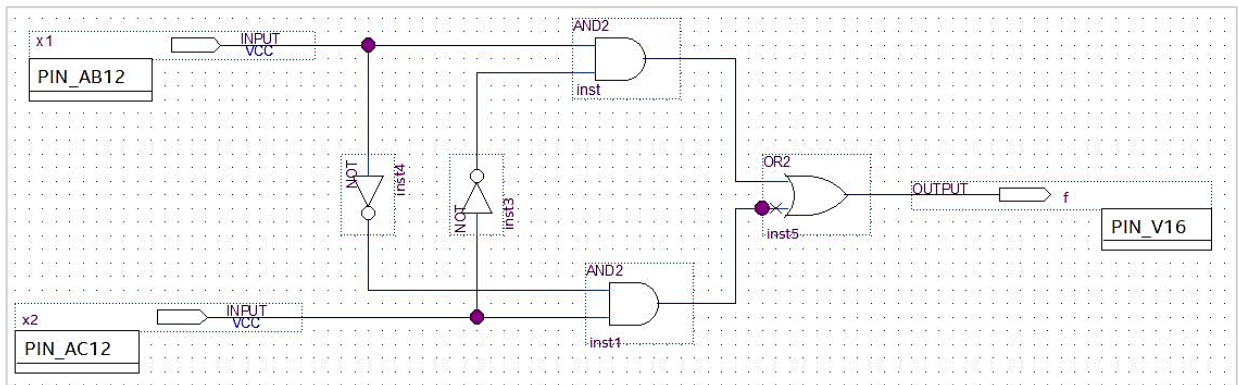 AND2
x1
INPUT
VCC
PIN_AB12
inst
NOT
inst4
NOT
inst3
OR2
OUTPUT
f
inst5
PIN_V16
AND2
x2
INPUT
VCC
inst1
PIN_AC12